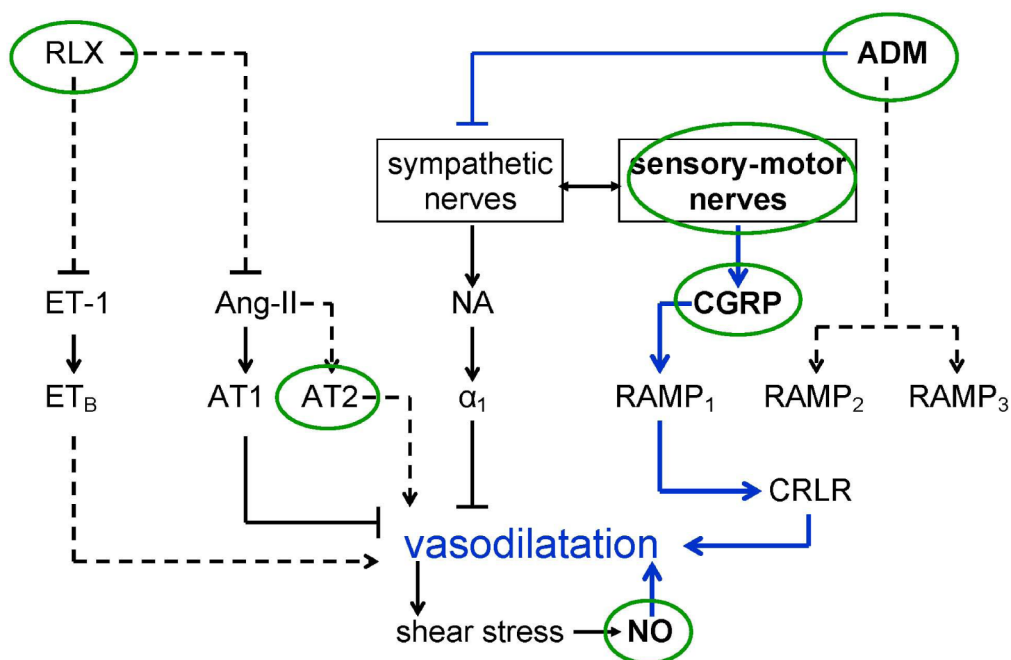 RLX
ADM
sympathetic
nerves
sensory-motor
nerves
ET-1
Ang-II
NA
CGRP
ET_B
AT1
AT2
α₁
RAMP₁
RAMP₂
RAMP₃
CRLR
vasodilatation
shear stress
NO